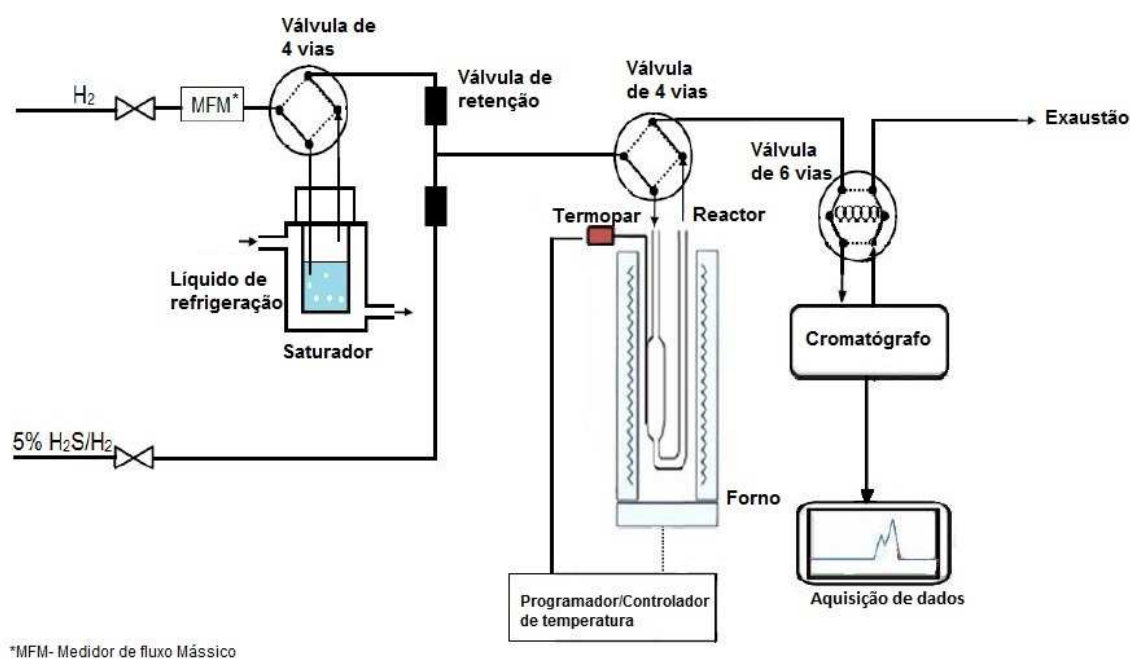 Válvula de
4 vias
H₂
MFM*
Válvula de
retenção
Válvula
de 4 vias
Exaustão
Válvula
de 6 vias
Termopar
Reactor
Líquido de
refrigeração
Saturador
Cromatógrafo
5% H₂S/H₂
Forno
Programador/Controlador
de temperatura
Aquisição de dados
*MFM- Medidor de fluxo Mássico